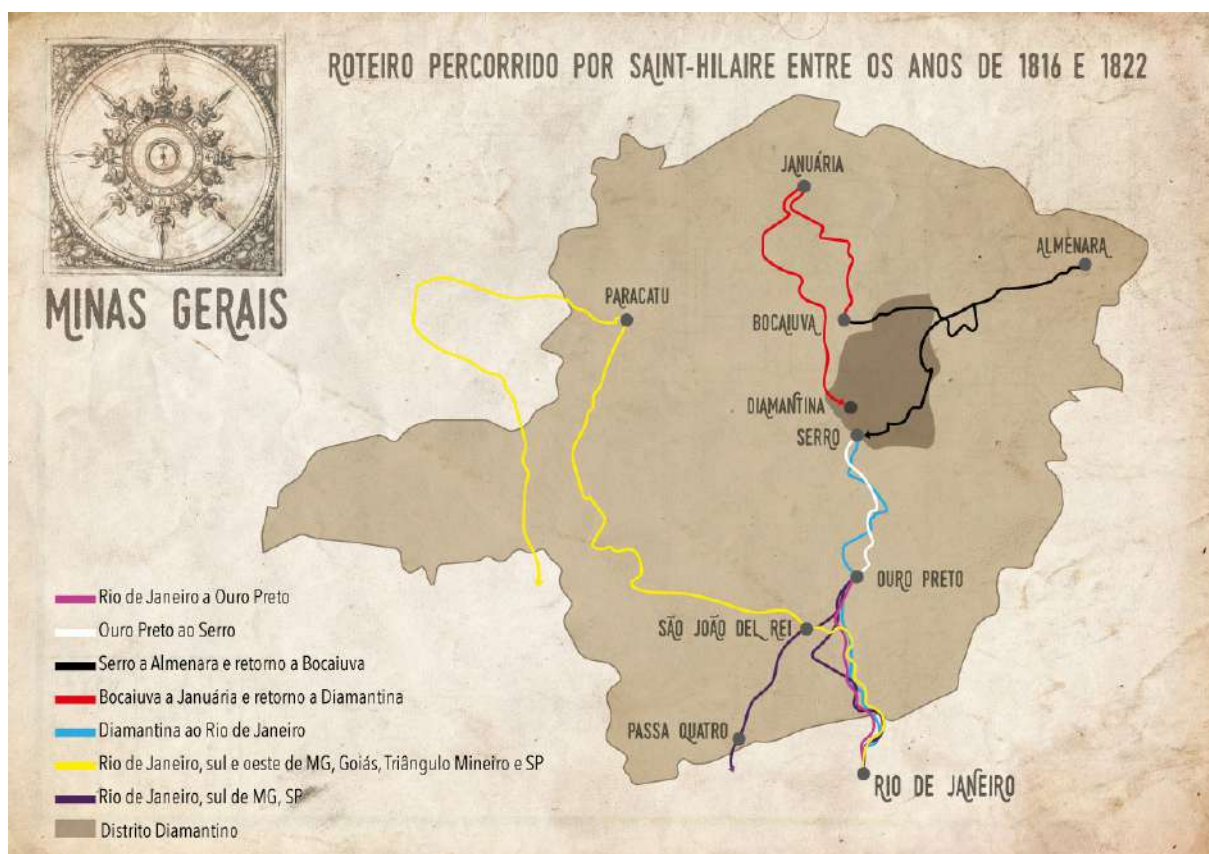 ROTEIRO PERCORRIDO POR SAINT-HILAIRE ENTRE OS ANOS DE 1816 E 1822
MINAS GERAIS
JANUÁRIA
ALMENARA
PARACATU
BOCAIUVA
DIAMANTINA
SERRO
OURO PRETO
SÃO JOÃO DEL REI
PASSA QUATRO
RIO DE JANEIRO
Rio de Janeiro a Ouro Preto
Ouro Preto ao Serro
Serro a Almenara e retorno a Bocaiuva
Bocaiuva a Januária e retorno a Diamantina
Diamantina ao Rio de Janeiro
Rio de Janeiro, sul e oeste de MG, Goiás, Triângulo Mineiro e SP
Rio de Janeiro, sul de MG, SP
Distrito Diamantino